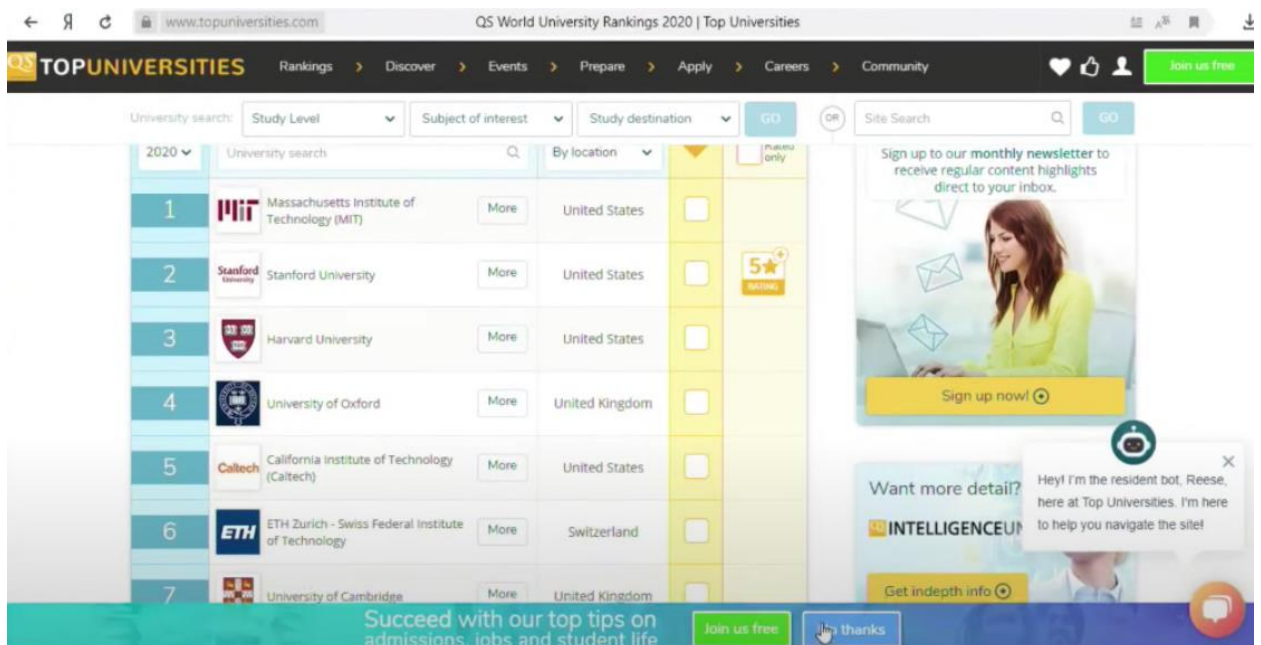 www.topuniversities.com
QS World University Rankings 2020 | Top Universities
QS TOPUNIVERSITIES
Rankings > Discover > Events > Prepare > Apply > Careers > Community
Join us free
University search:
Study Level
Subject of interest
Study destination
GO
OR
Site Search
GO
2020
University search
By location
Rated
only
1
Massachusetts Institute of
Technology (MIT)
More
United States
2
Stanford
University
Stanford University
More
United States
5
RATING
3
Harvard University
More
United States
4
University of Oxford
More
United Kingdom
5
Caltech
California Institute of Technology
(Caltech)
More
United States
6
ETH
ETH Zurich - Swiss Federal Institute
of Technology
More
Switzerland
7
University of Cambridge
More
United Kingdom
Sign up to our monthly newsletter to
receive regular content highlights
direct to your inbox.
Sign up now!
Want more detail?
QS INTELLIGENCEUN
Get indepth info
Hey! I'm the resident bot, Reese,
here at Top Universities. I'm here
to help you navigate the site!
Succeed with our top tips on
admissions, jobs and student life
Join us free
thanks